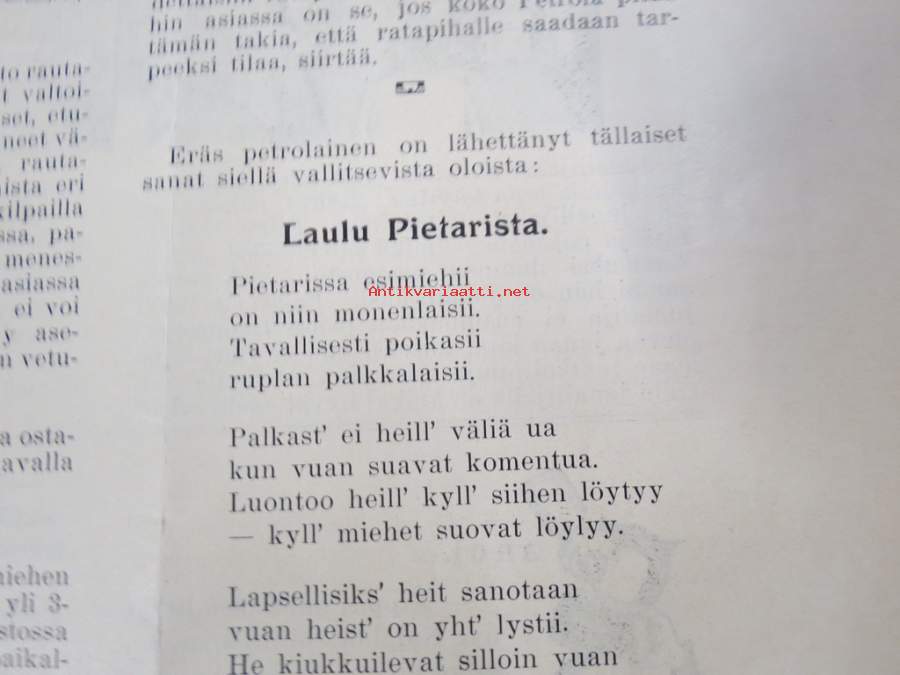 hin asiassa on se, jos koko Petrola
tämän takia, että ratapihalle saadaan tar-
peeksi tilaa, siirtää.
Eräs petrolainen on lähettänyt tällaiset
sanat siellä vallitsevista oloista:
Laulu Pietarista.
Pietarissa esimiehii
on niin monenlaisii.
Tavallisesti poikasii
ruplan palkkalaisii.
Palkast' ei heill' väliä ua
kun vuan suavat komentua.
Luontoo heill' kyll' siihen löytyy
— kyll' miehet suovat löylyy.
Lapsellisiks' heit sanotaan
vuan heist' on yht' lystii.
He kiukkuilevat silloin vuan
to rauta-
t valtoi-
set, etu-
neet vä-
rauta-
ista eri
kilpailla
ssa, pa-
menes-
asiassa
ei voi
y ase-
n vetu-
a osta-
avalla
miehen
yli 3-
stossa
paikal-
Antikvariaatti.net